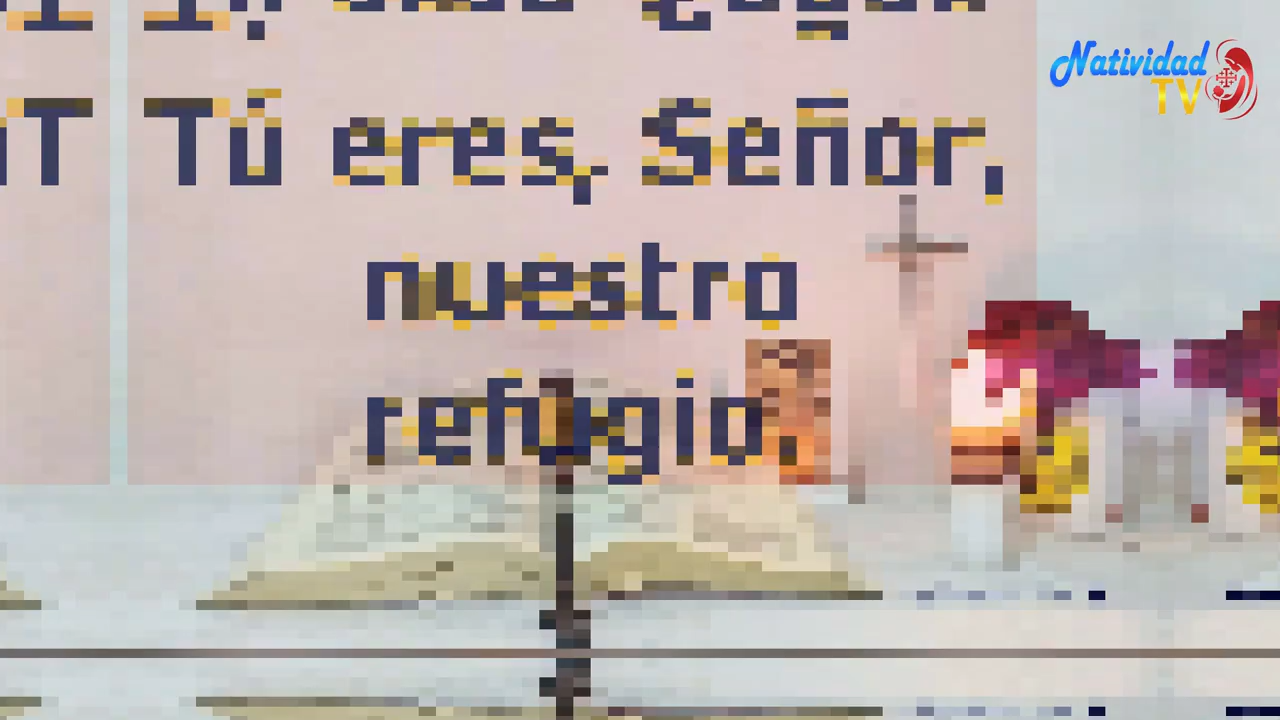 Natividad
TV
T Tú eres, Señor,
nuestro
refugio.